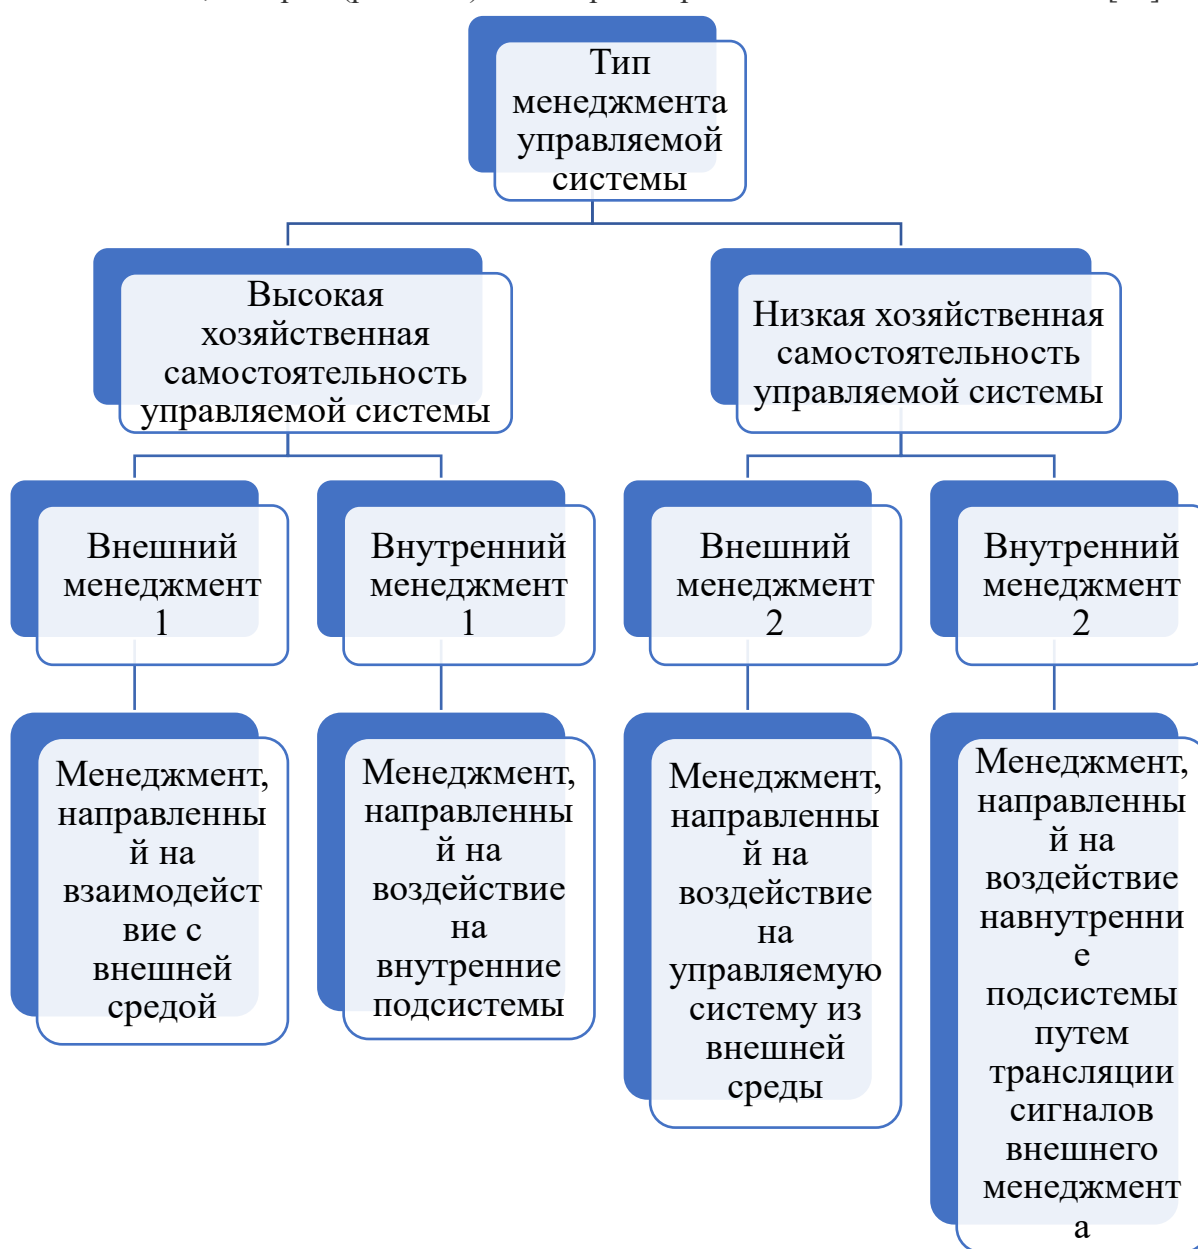 Тип
менеджмента
управляемой
системы
Высокая
хозяйственная
самостоятельность
управляемой системы
Низкая хозяйственная
самостоятельность
управляемой системы
Внешний
менеджмент
1
Внутренний
менеджмент
1
Внешний
менеджмент
2
Внутренний
менеджмент
2
Менеджмент,
направленны
й на
взаимодейст
вие с
внешней
средой
Менеджмент,
направленны
й на
воздействие
на
внутренние
подсистемы
Менеджмент,
направленны
й на
воздействие
на
управляемую
систему из
внешней
среды
Менеджмент,
направленны
й на
воздействие
навнутренни
е
подсистемы
путем
трансляции
сигналов
внешнего
менеджмент
а